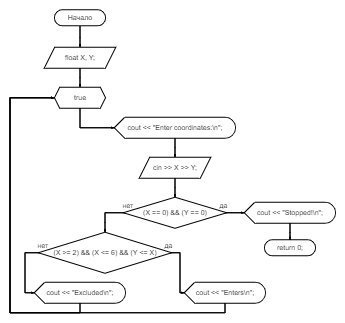 Начало
float X, Y;
true
cout << "Enter coordinates:\n";
cin >> X >> Y;
нет
(X == 0) && (Y == 0)
да
cout << "Stopped!\n";
return 0;
нет
(X >= 2) && (X <= 6) && (Y <= X)
да
cout << "Excluded\n";
cout << "Enters\n";